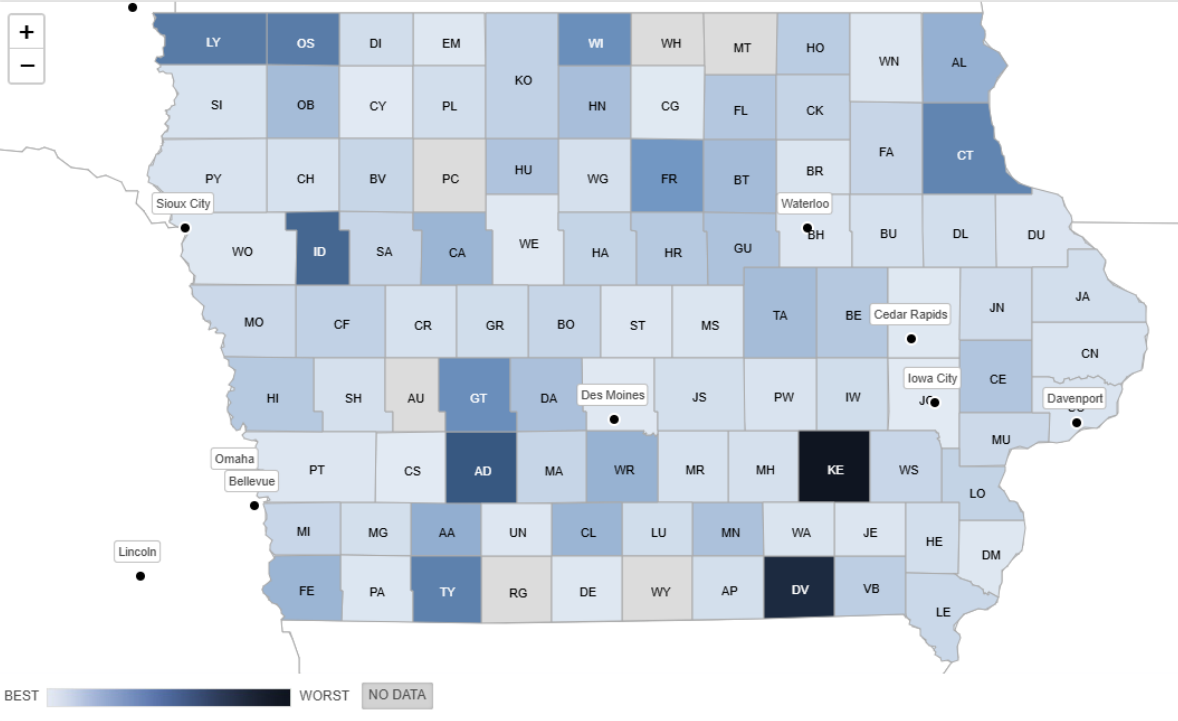 +
−
LY OS DI EM KO WI WH MT HO WN AL
SI OB CY PL HN CG FL CK
PY CH BV PC HU WG FR BT BR FA CT
Sioux City
Waterloo
WO ID SA CA WE HA HR GU BH BU DL DU
MO CF CR GR BO ST MS TA BE Cedar Rapids JN JA
CN
HI SH AU GT DA Des Moines JS PW IW Iowa City CE
Davenport
Omaha
Bellevue
PT CS AD MA WR MR MH KE WS MU
LO
MI MG AA UN CL LU MN WA JE HE DM
Lincoln
FE PA TY RG DE WY AP DV VB LE
BEST WORST NO DATA